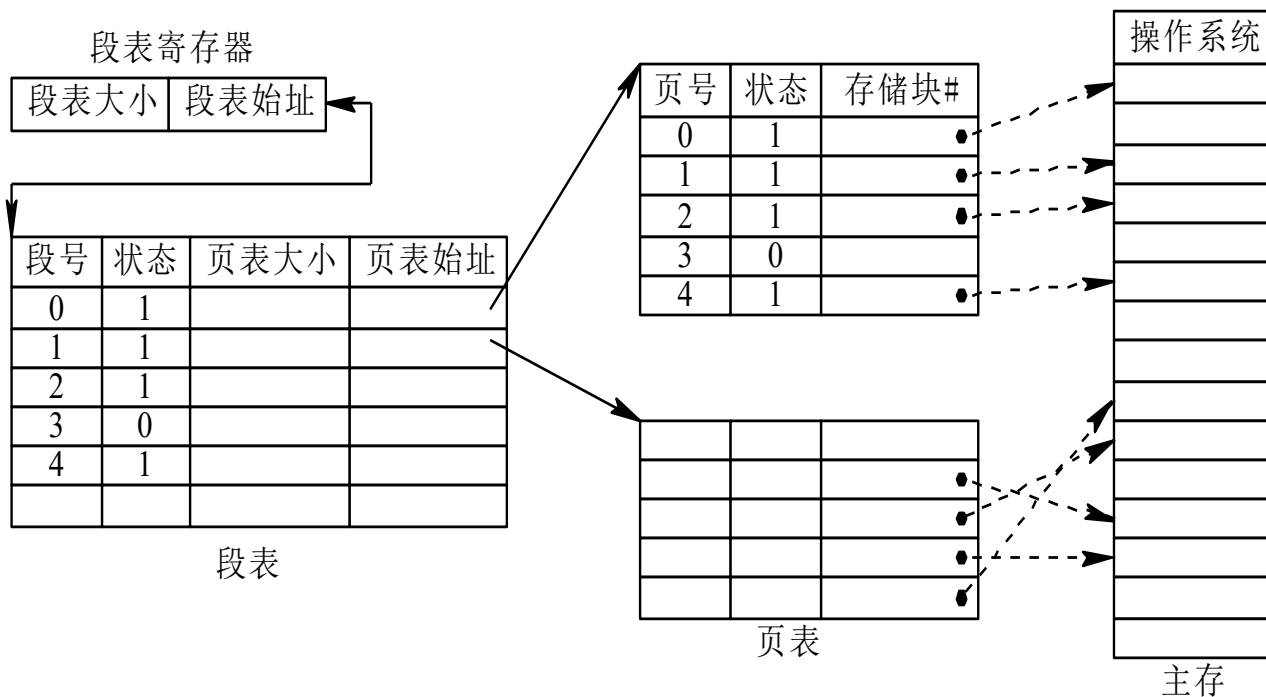 段表寄存器
段表大小 段表始址
段号 状态 页表大小 页表始址
0 1
1 1
2 1
3 0
4 1
段表
页号 状态 存储块#
0 1
1 1
2 1
3 0
4 1
页表
操作系统
主存